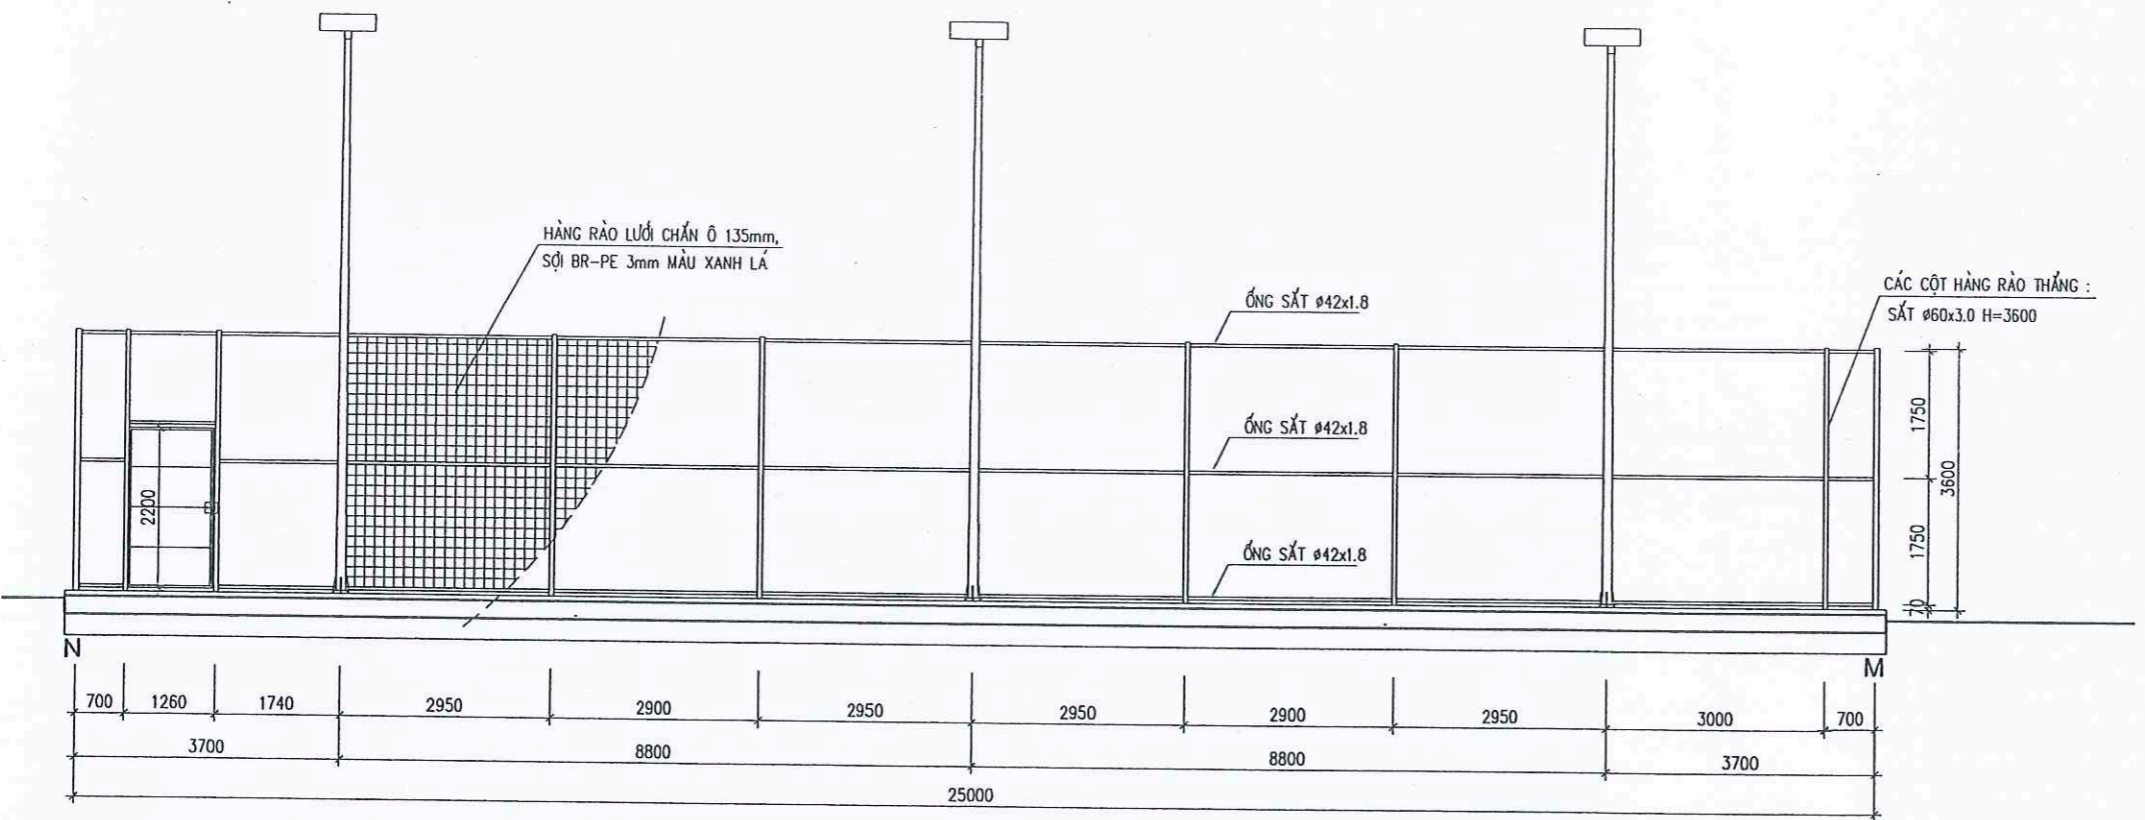 HÀNG RÀO LƯỚI CHẮN Ô 135mm,
SỢI BR-PE 3mm MÀU XANH LÁ
ỐNG SẮT ø42x1.8
CÁC CỘT HÀNG RÀO THẲNG :
SẮT ø60x3.0 H=3600
ỐNG SẮT ø42x1.8
ỐNG SẮT ø42x1.8
2200
1750
1750
70
3600
N
M
700 1260 1740 2950 2900 2950 2950 2900 2950 3000 700
3700 8800 8800 3700
25000